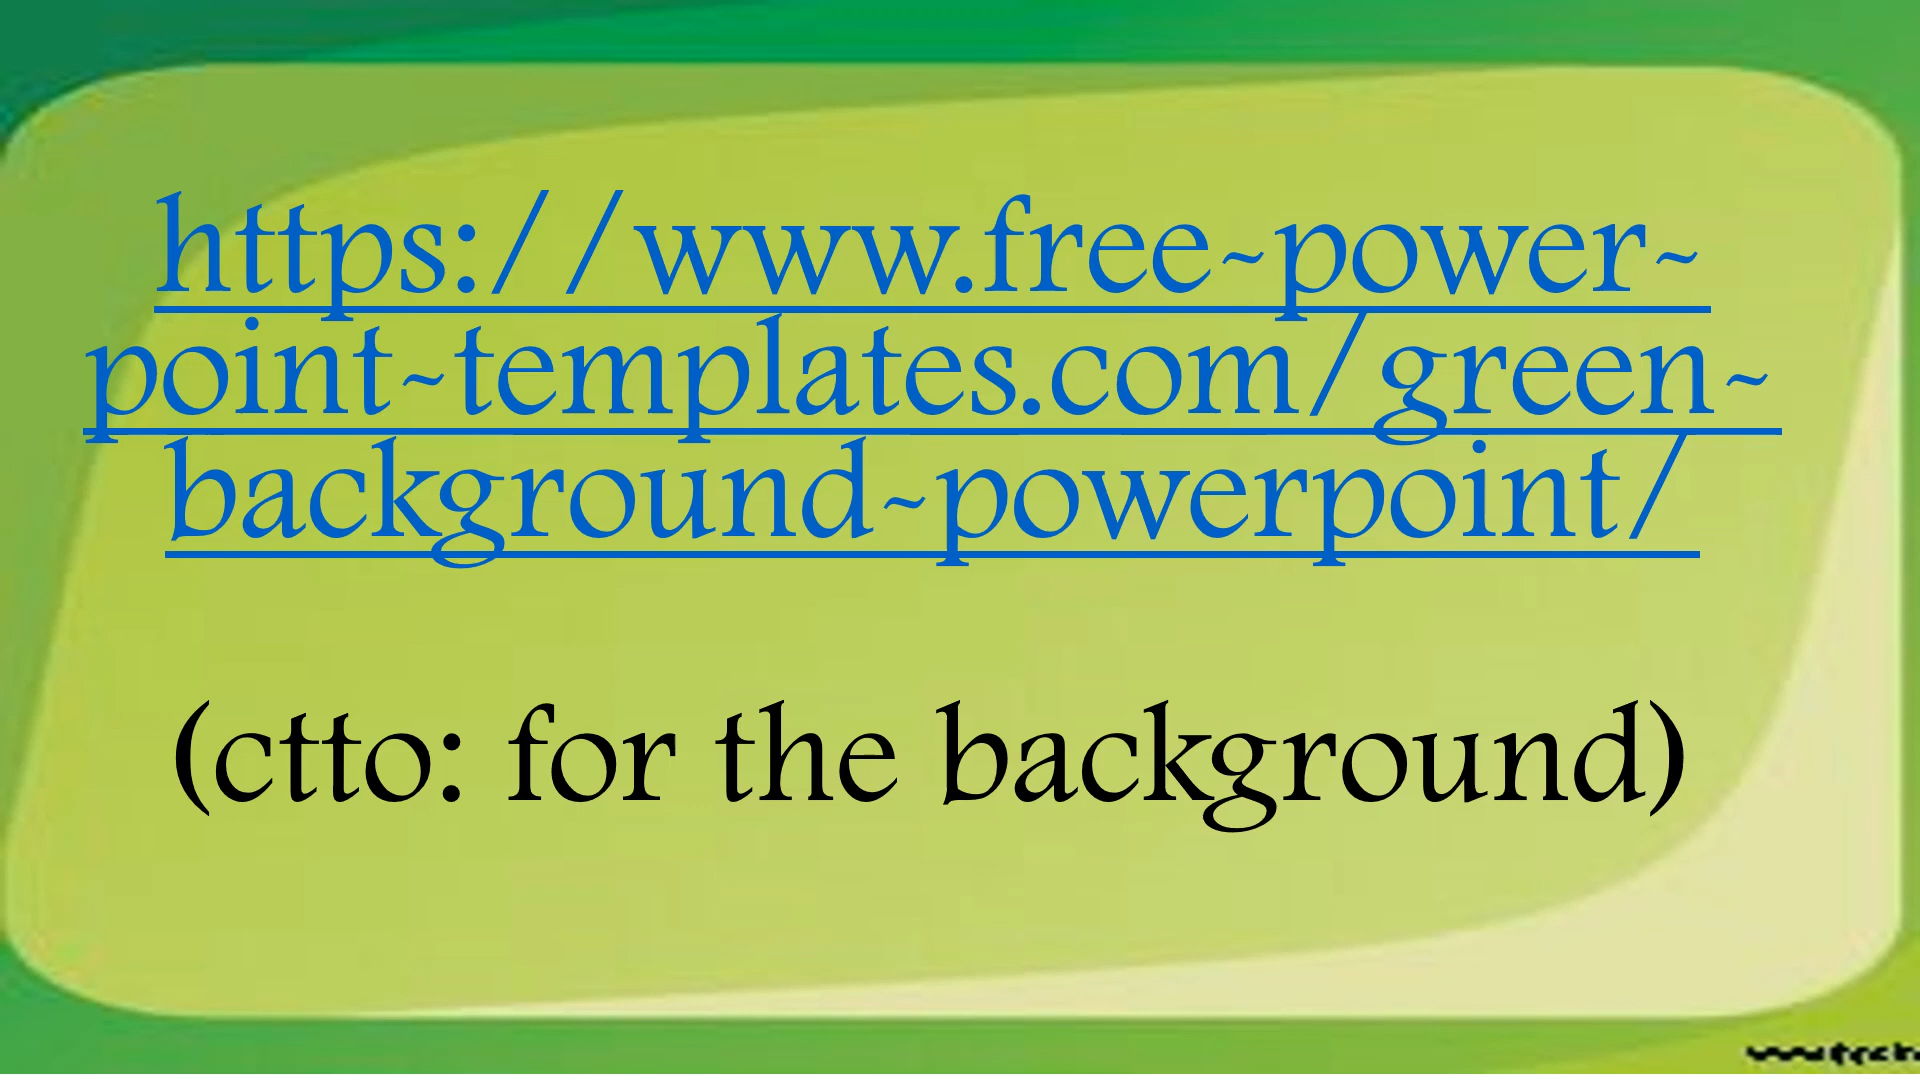 https://www.free-power-
point-templates.com/green-
background-powerpoint/
(ctto: for the background)